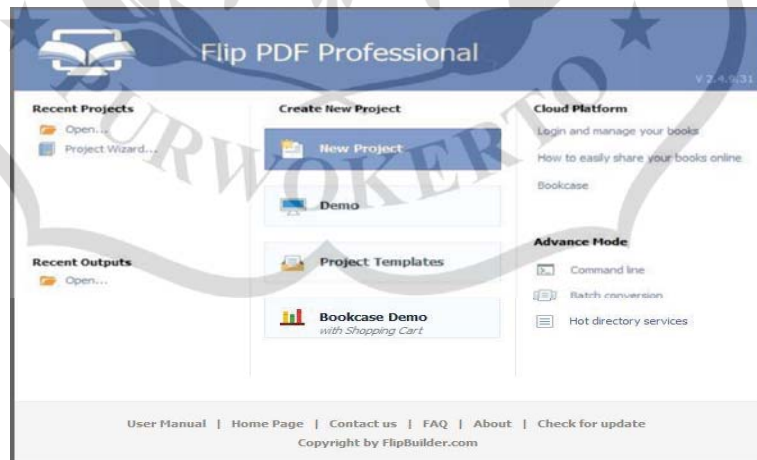 Flip PDF Professional
V 2.4.9.31
Recent Projects
Open...
Project Wizard...
Recent Outputs
Open...
Create New Project
New Project
Demo
Project Templates
Bookcase Demo
with Shopping Cart
Cloud Platform
Login and manage your books
How to easily share your books online
Bookcase
Advance Mode
Command line
Batch conversion
Hot directory services
User Manual | Home Page | Contact us | FAQ | About | Check for update
Copyright by FlipBuilder.com
PURWOKERTO